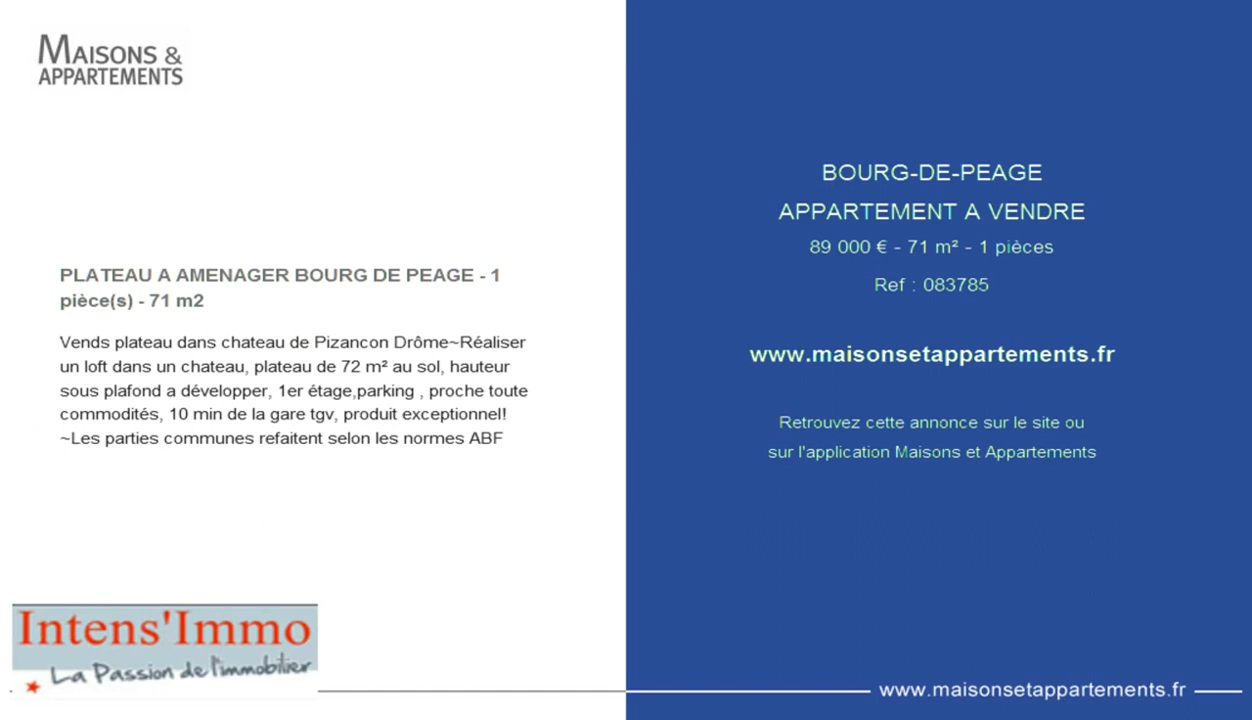 MAISONS &
APPARTEMENTS
PLATEAU A AMENAGER BOURG DE PEAGE - 1
pièce(s) - 71 m2
Vends plateau dans chateau de Pizancon Drôme~Réaliser
un loft dans un chateau, plateau de 72 m² au sol, hauteur
sous plafond a développer, 1er étage,parking , proche toute
commodités, 10 min de la gare tgv, produit exceptionnel!
~Les parties communes refaitent selon les normes ABF
Intens'Immo
La Passion de l'immobilier
BOURG-DE-PEAGE
APPARTEMENT A VENDRE
89 000 € - 71 m² - 1 pièces
Ref : 083785
www.maisonsetappartements.fr
Retrouvez cette annonce sur le site ou
sur l'application Maisons et Appartements
www.maisonsetappartements.fr